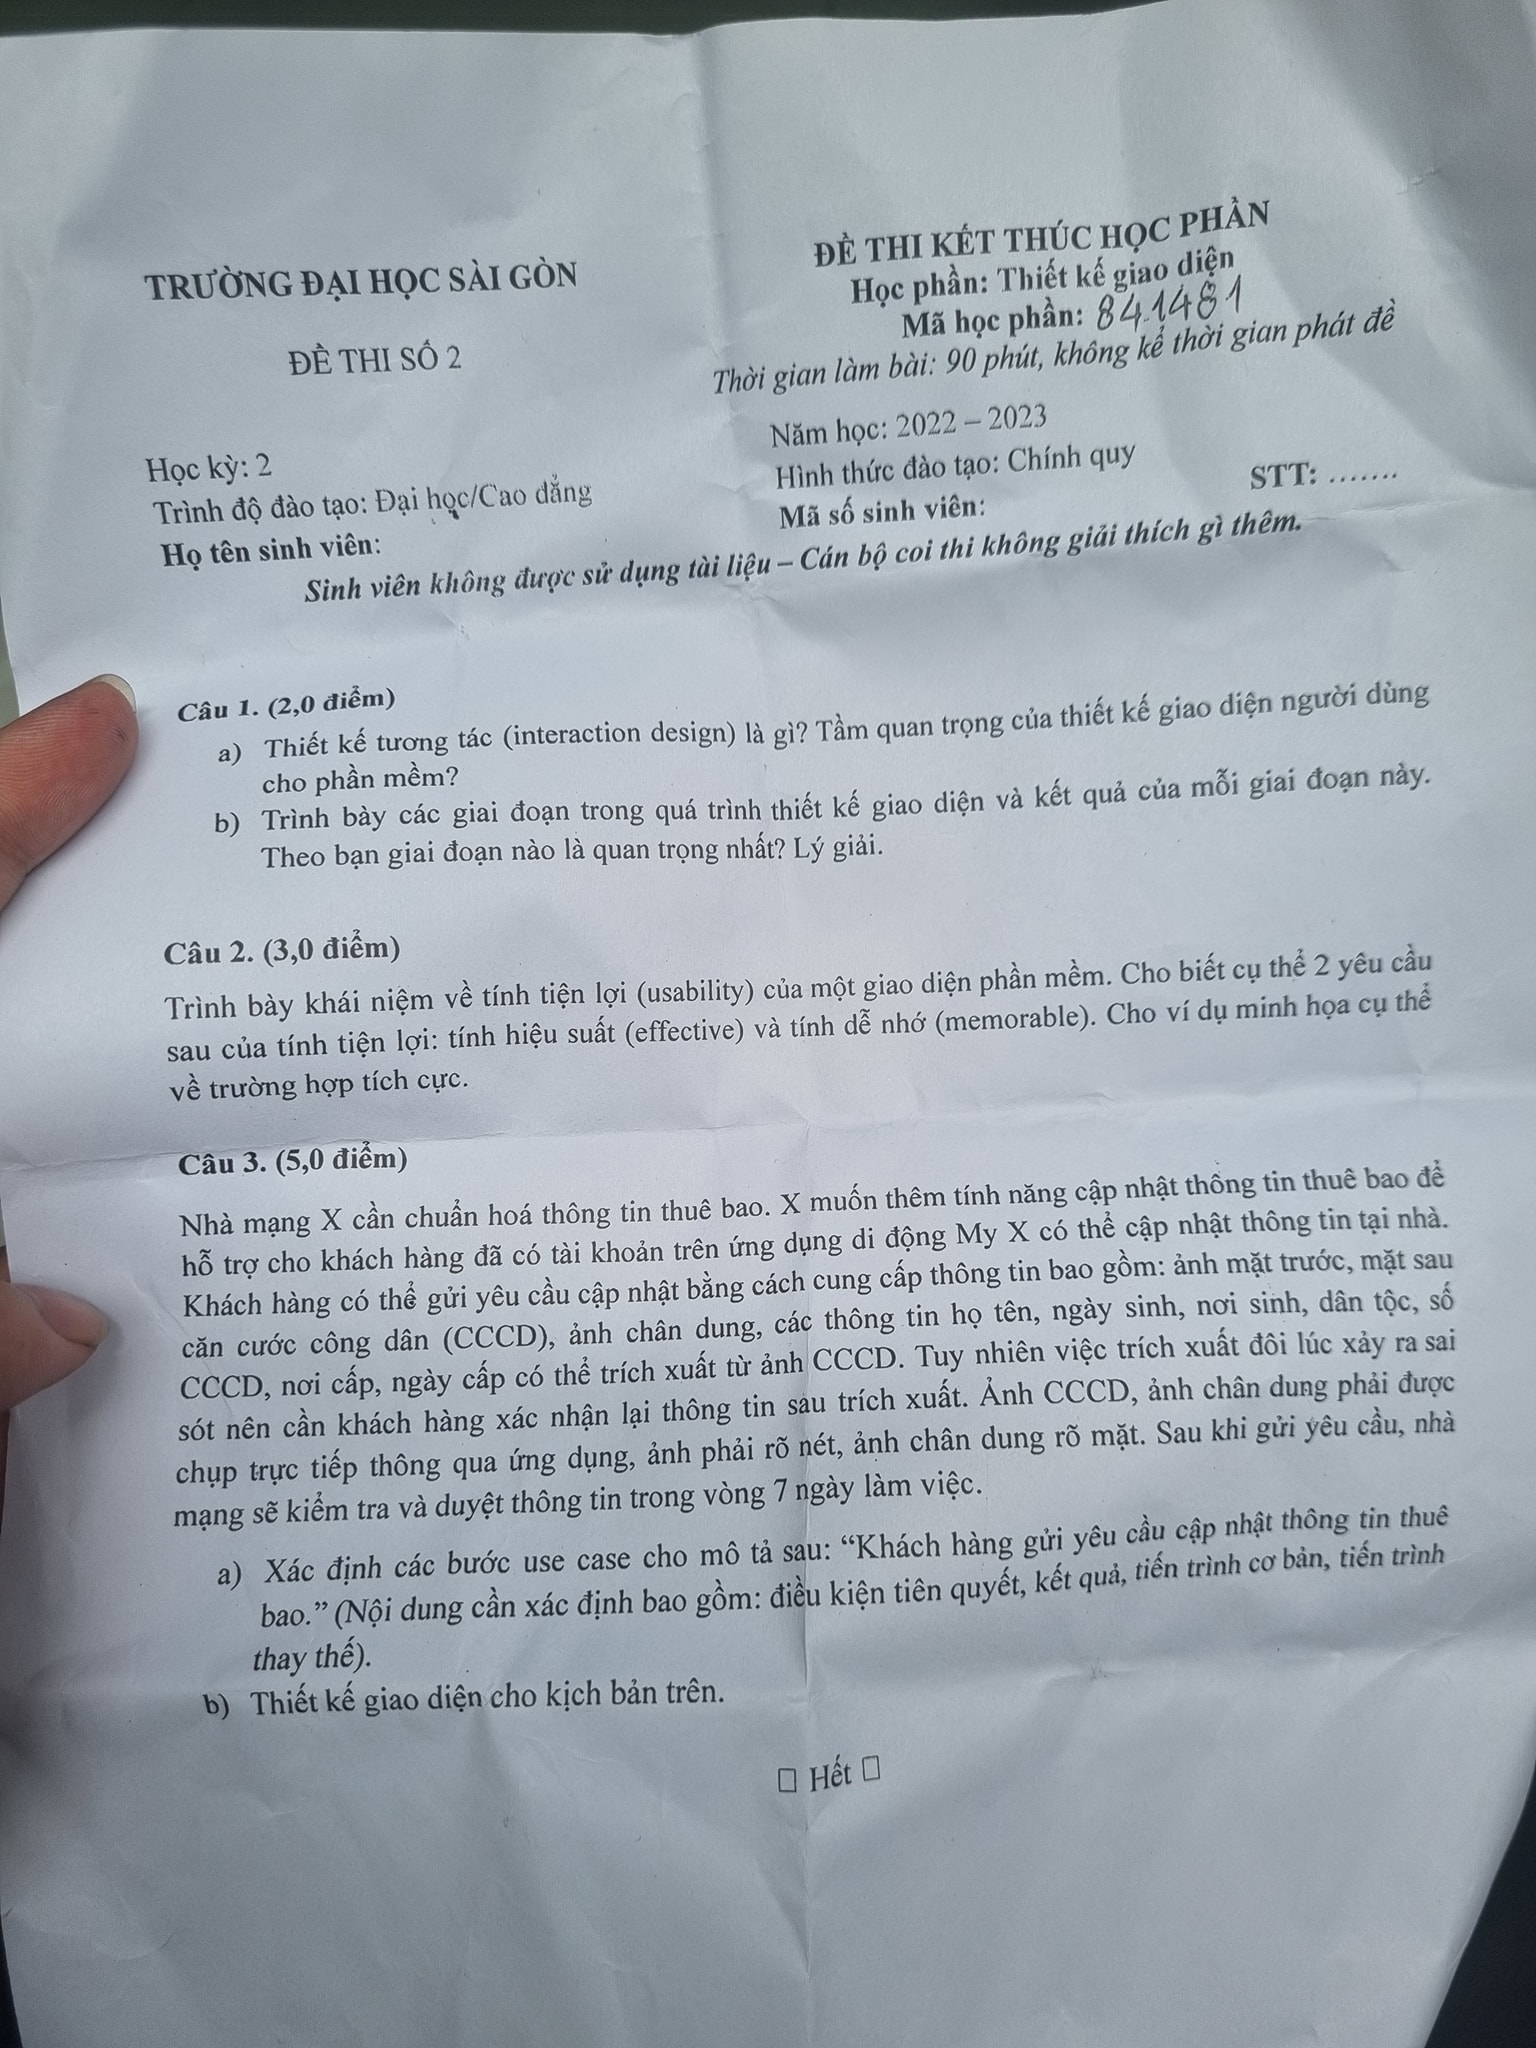 TRƯỜNG ĐẠI HỌC SÀI GÒN
ĐỀ THI SỐ 2
ĐỀ THI KẾT THÚC HỌC PHẦN
Học phần: Thiết kế giao diện
Mã học phần: 841481
Thời gian làm bài: 90 phút, không kể thời gian phát đề
Học kỳ: 2
Năm học: 2022 – 2023
Trình độ đào tạo: Đại học/Cao đẳng
Hình thức đào tạo: Chính quy
Họ tên sinh viên:
Mã số sinh viên:
STT: .......
Sinh viên không được sử dụng tài liệu – Cán bộ coi thi không giải thích gì thêm.
Câu 1. (2,0 điểm)
a) Thiết kế tương tác (interaction design) là gì? Tầm quan trọng của thiết kế giao diện người dùng
cho phần mềm?
b) Trình bày các giai đoạn trong quá trình thiết kế giao diện và kết quả của mỗi giai đoạn này.
Theo bạn giai đoạn nào là quan trọng nhất? Lý giải.
Câu 2. (3,0 điểm)
Trình bày khái niệm về tính tiện lợi (usability) của một giao diện phần mềm. Cho biết cụ thể 2 yêu cầu
sau của tính tiện lợi: tính hiệu suất (effective) và tính dễ nhớ (memorable). Cho ví dụ minh họa cụ thể
về trường hợp tích cực.
Câu 3. (5,0 điểm)
Nhà mạng X cần chuẩn hoá thông tin thuê bao. X muốn thêm tính năng cập nhật thông tin thuê bao để
hỗ trợ cho khách hàng đã có tài khoản trên ứng dụng di động My X có thể cập nhật thông tin tại nhà.
Khách hàng có thể gửi yêu cầu cập nhật bằng cách cung cấp thông tin bao gồm: ảnh mặt trước, mặt sau
căn cước công dân (CCCD), ảnh chân dung, các thông tin họ tên, ngày sinh, nơi sinh, dân tộc, số
CCCD, nơi cấp, ngày cấp có thể trích xuất từ ảnh CCCD. Tuy nhiên việc trích xuất đôi lúc xảy ra sai
sót nên cần khách hàng xác nhận lại thông tin sau trích xuất. Ảnh CCCD, ảnh chân dung phải được
chụp trực tiếp thông qua ứng dụng, ảnh phải rõ nét, ảnh chân dung rõ mặt. Sau khi gửi yêu cầu, nhà
mạng sẽ kiểm tra và duyệt thông tin trong vòng 7 ngày làm việc.
a) Xác định các bước use case cho mô tả sau: “Khách hàng gửi yêu cầu cập nhật thông tin thuê
bao.” (Nội dung cần xác định bao gồm: điều kiện tiên quyết, kết quả, tiến trình cơ bản, tiến trình
thay thế).
b) Thiết kế giao diện cho kịch bản trên.
□ Hết □